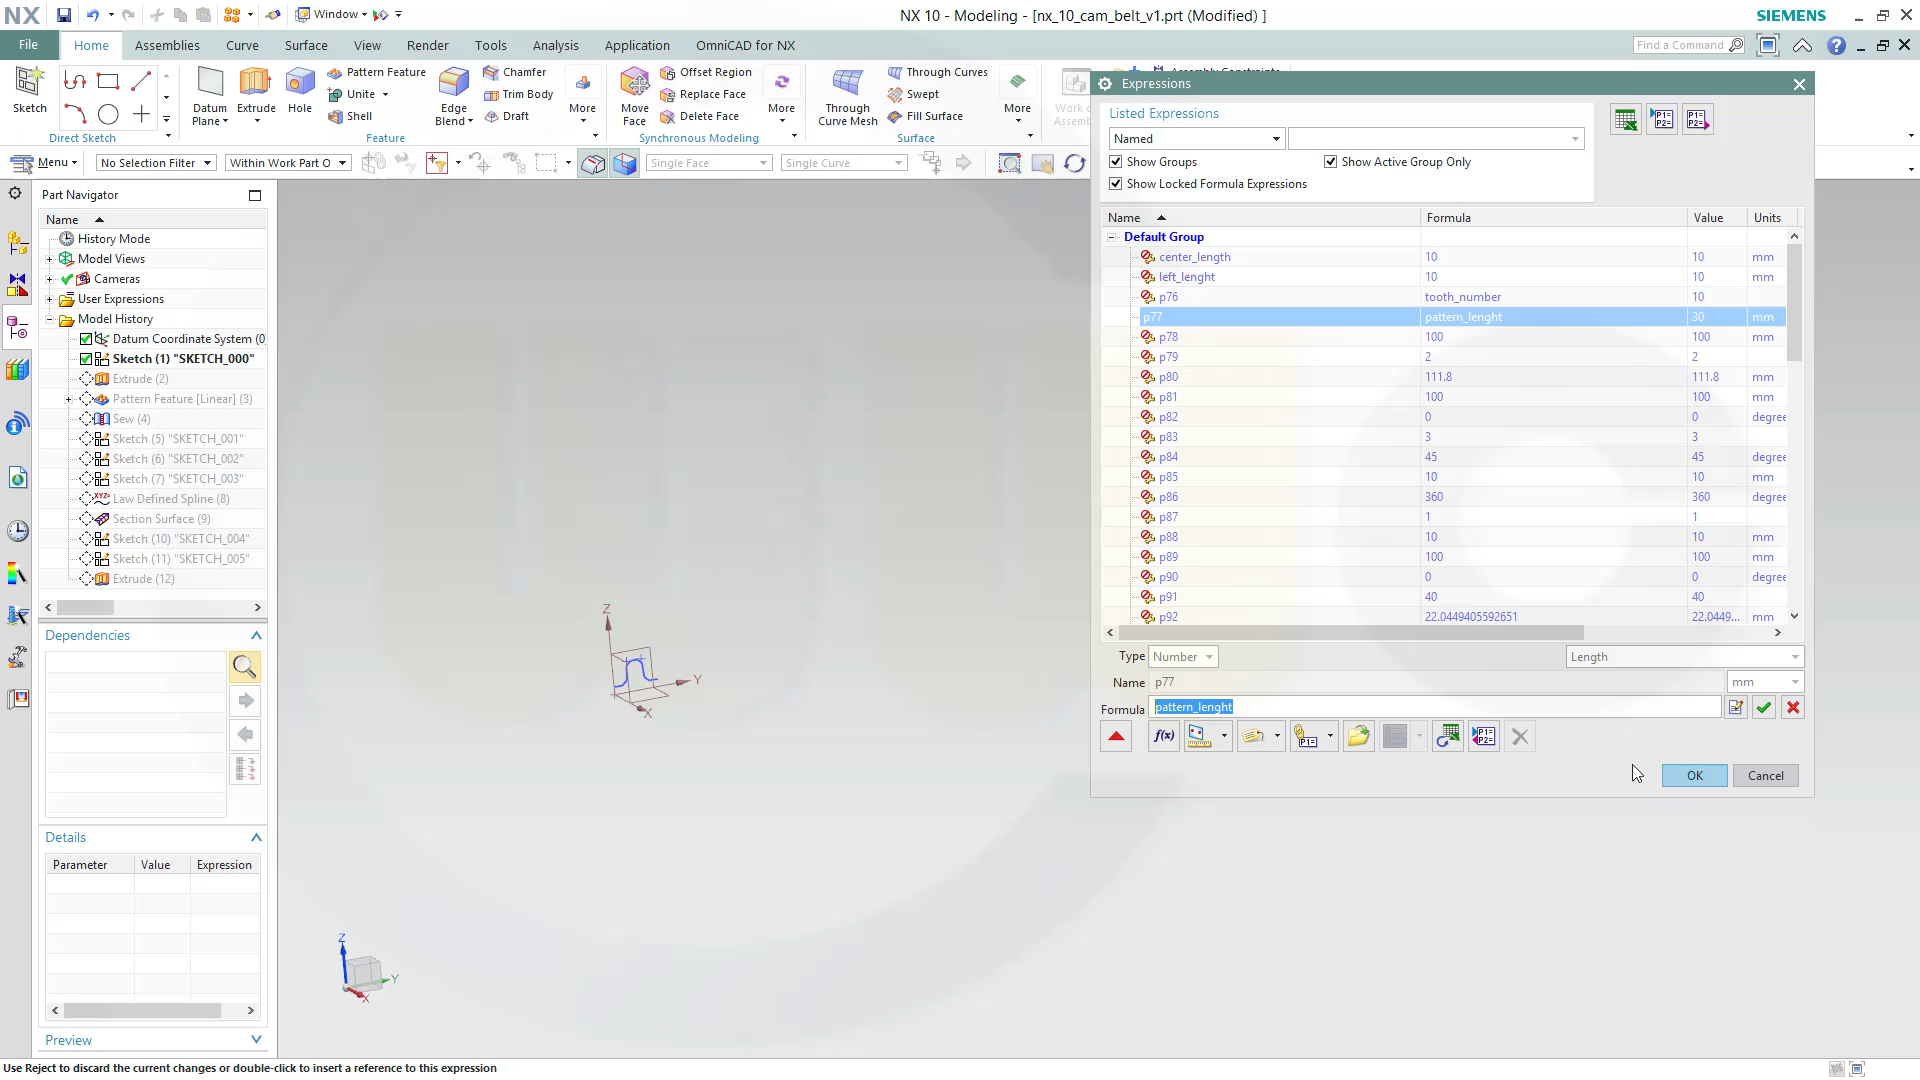 NX
Window
NX 10 - Modeling - [nx_10_cam_belt_v1.prt (Modified) ]
SIEMENS
File
Home
Assemblies
Curve
Surface
View
Render
Tools
Analysis
Application
OmniCAD for NX
Find a Command
Sketch
Datum Plane
Extrude
Hole
Pattern Feature
Unite
Shell
Edge Blend
Chamfer
Trim Body
Draft
More
Move Face
Offset Region
Replace Face
Delete Face
More
Through Curve Mesh
Through Curves
Swept
Fill Surface
More
Direct Sketch
Feature
Synchronous Modeling
Surface
Menu
No Selection Filter
Within Work Part O
Single Face
Single Curve
Part Navigator
Name
History Mode
Model Views
Cameras
User Expressions
Model History
Datum Coordinate System (0
Sketch (1) "SKETCH_000"
Extrude (2)
Pattern Feature [Linear] (3)
Sew (4)
Sketch (5) "SKETCH_001"
Sketch (6) "SKETCH_002"
Sketch (7) "SKETCH_003"
Law Defined Spline (8)
Section Surface (9)
Sketch (10) "SKETCH_004"
Sketch (11) "SKETCH_005"
Extrude (12)
Dependencies
Details
Parameter Value Expression
Preview
Z
Y
X
Z
Y
X
Expressions
Listed Expressions
Named
Show Groups
Show Active Group Only
Show Locked Formula Expressions
Name Formula Value Units
Default Group
center_length 10 10 mm
left_lenght 10 10 mm
p76 tooth_number 10
p77 pattern_lenght 30 mm
p78 100 100 mm
p79 2 2
p80 111.8 111.8 mm
p81 100 100 mm
p82 0 0 degree
p83 3 3
p84 45 45 degree
p85 10 10 mm
p86 360 360 degree
p87 1 1
p88 10 10 mm
p89 100 100 mm
p90 0 0 degree
p91 40 40
p92 22.0449405592651 22.0449... mm
Type Number Length
Name p77 mm
Formula pattern_lenght
f(x)
OK
Cancel
Use Reject to discard the current changes or double-click to insert a reference to this expression